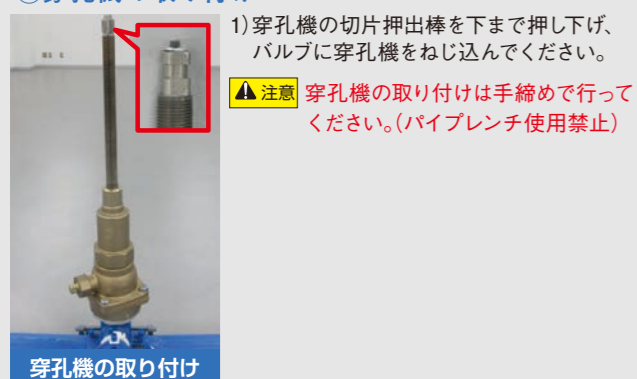 1)穿孔機の切片押出棒を下まで押し下げ、
バルブに穿孔機をねじ込んでください。
注意 穿孔機の取り付けは手締めで行って
ください。(パイプレンチ使用禁止)
穿孔機の取り付け